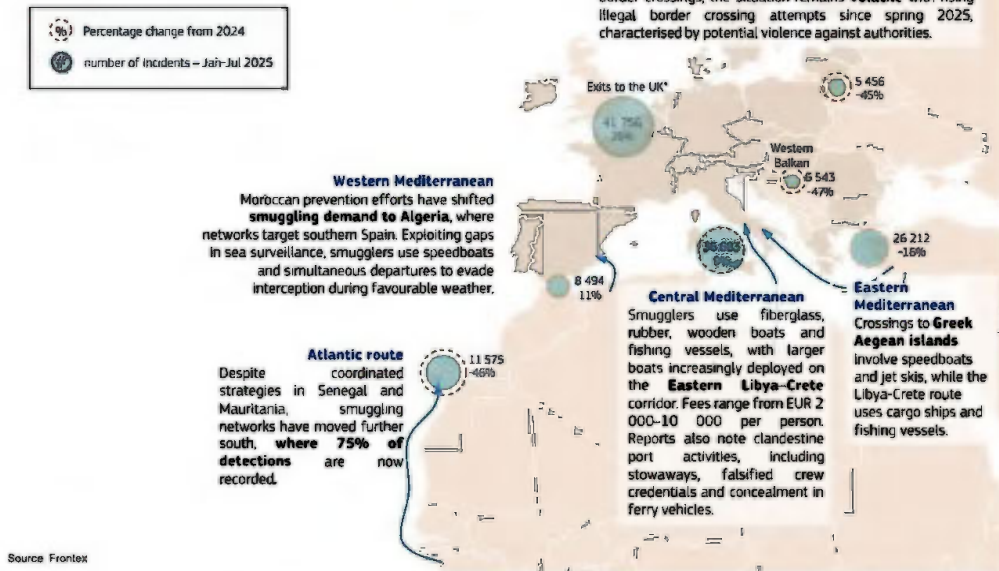 border crossings, the situation remains volatile with rising
illegal border crossing attempts since spring 2025,
characterised by potential violence against authorities.
% Percentage change from 2024
# number of incidents – Jan-Jul 2025
Exits to the UK*
41 756
5 456
-45%
Western
Balkan
6 543
-47%
Western Mediterranean
Moroccan prevention efforts have shifted
smuggling demand to Algeria, where
networks target southern Spain. Exploiting gaps
in sea surveillance, smugglers use speedboats
and simultaneous departures to evade
interception during favourable weather.
8 494
11%
26 212
-16%
Central Mediterranean
Smugglers use fiberglass,
rubber, wooden boats and
fishing vessels, with larger
boats increasingly deployed on
the Eastern Libya–Crete
corridor. Fees range from EUR 2
000–10 000 per person.
Reports also note clandestine
port activities, including
stowaways, falsified crew
credentials and concealment in
ferry vehicles.
Eastern
Mediterranean
Crossings to Greek
Aegean islands
involve speedboats
and jet skis, while the
Libya-Crete route
uses cargo ships and
fishing vessels.
Atlantic route
Despite coordinated
strategies in Senegal and
Mauritania, smuggling
networks have moved further
south, where 75% of
detections are now
recorded.
11 575
-46%
Source Frontex